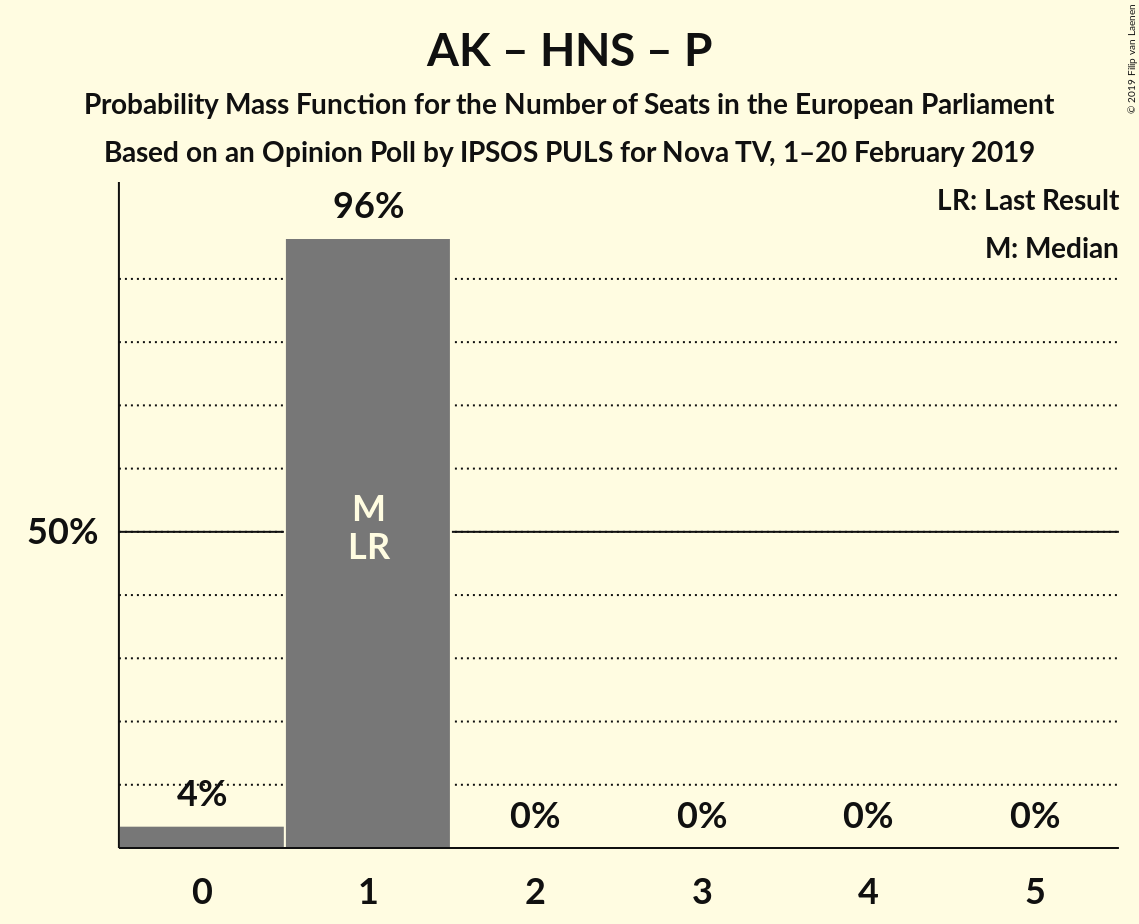 AK – HNS – P
Probability Mass Function for the Number of Seats in the European Parliament
Based on an Opinion Poll by IPSOS PULS for Nova TV, 1–20 February 2019
© 2019 Filip van Laenen
LR: Last Result
M: Median
96%
M
LR
50%
4%
0%
0%
0%
0%
0
1
2
3
4
5